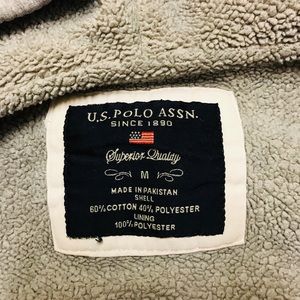 U.S. POLO ASSN.
SINCE 1890
Superior Quality
M
MADE IN PAKISTAN
SHELL
60% COTTON 40% POLYESTER
LINING
100% POLYESTER